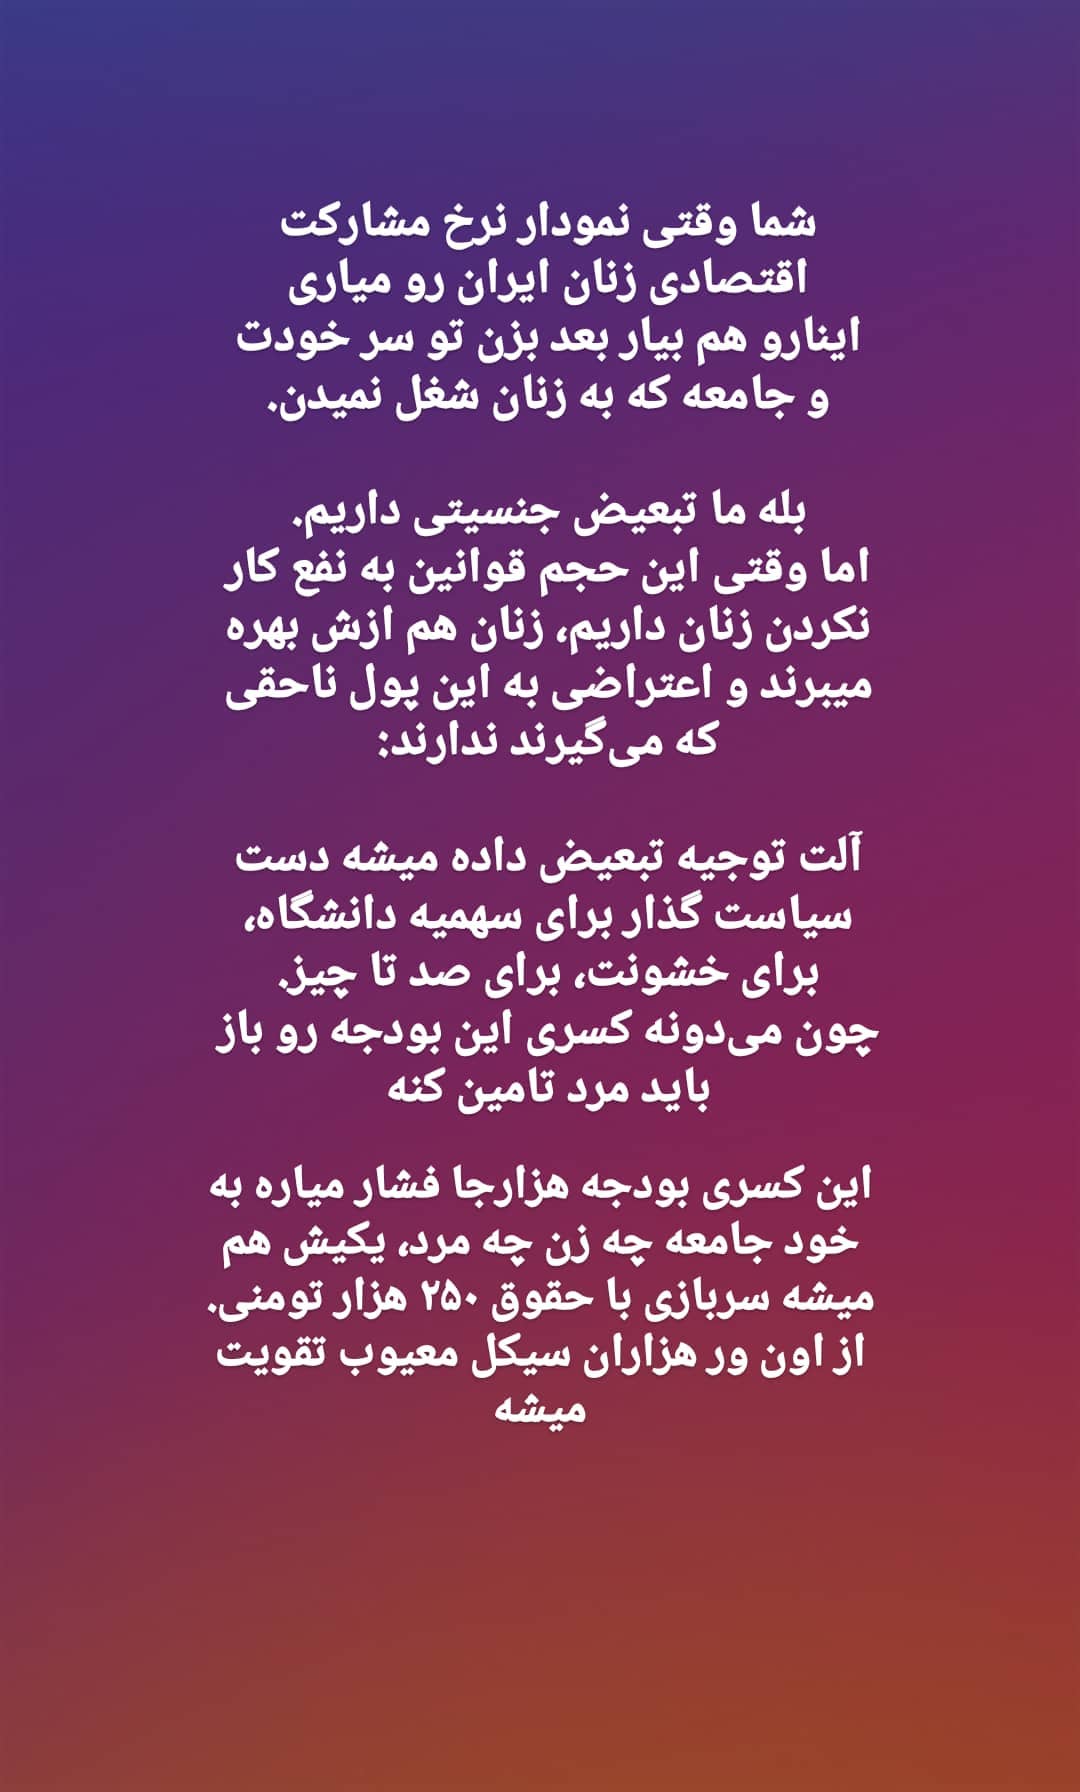 شما وقتی نمودار نرخ مشارکت
اقتصادی زنان ایران رو میاری
اینارو هم بیار بعد بزن تو سر خودت
و جامعه که به زنان شغل نمیدن.
بله ما تبعیض جنسیتی داریم.
اما وقتی این حجم قوانین به نفع کار
نکردن زنان داریم، زنان هم ازش بهره
میبرند و اعتراضی به این پول ناحقی
که می‌گیرند ندارند:
آلت توجیه تبعیض داده میشه دست
سیاست گذار برای سهمیه دانشگاه،
برای خشونت، برای صد تا چیز.
چون می‌دونه کسری این بودجه رو باز
باید مرد تامین کنه
این کسری بودجه هزارجا فشار میاره به
خود جامعه چه زن چه مرد، یکیش هم
میشه سربازی با حقوق ۲۵۰ هزار تومنی.
از اون ور هزاران سیکل معیوب تقویت
میشه